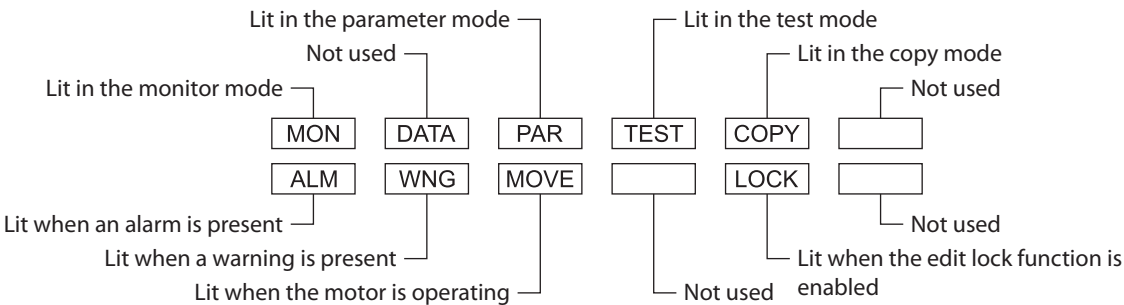 Lit in the parameter mode
Lit in the test mode
Not used
Lit in the copy mode
Lit in the monitor mode
Not used
MON DATA PAR TEST COPY
ALM WNG MOVE LOCK
Lit when an alarm is present
Not used
Lit when a warning is present
Lit when the edit lock function is
enabled
Lit when the motor is operating
Not used